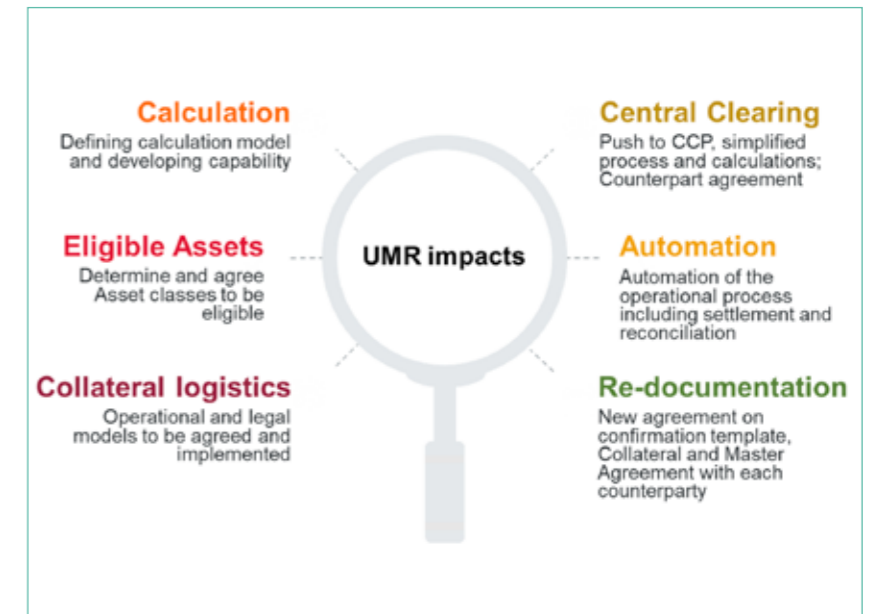 Calculation
Defining calculation model
and developing capability
Eligible Assets
Determine and agree
Asset classes to be
eligible
Collateral logistics
Operational and legal
models to be agreed and
implemented
UMR impacts
Central Clearing
Push to CCP, simplified
process and calculations;
Counterpart agreement
Automation
Automation of the
operational process
including settlement and
reconciliation
Re-documentation
New agreement on
confirmation template,
Collateral and Master
Agreement with each
counterparty